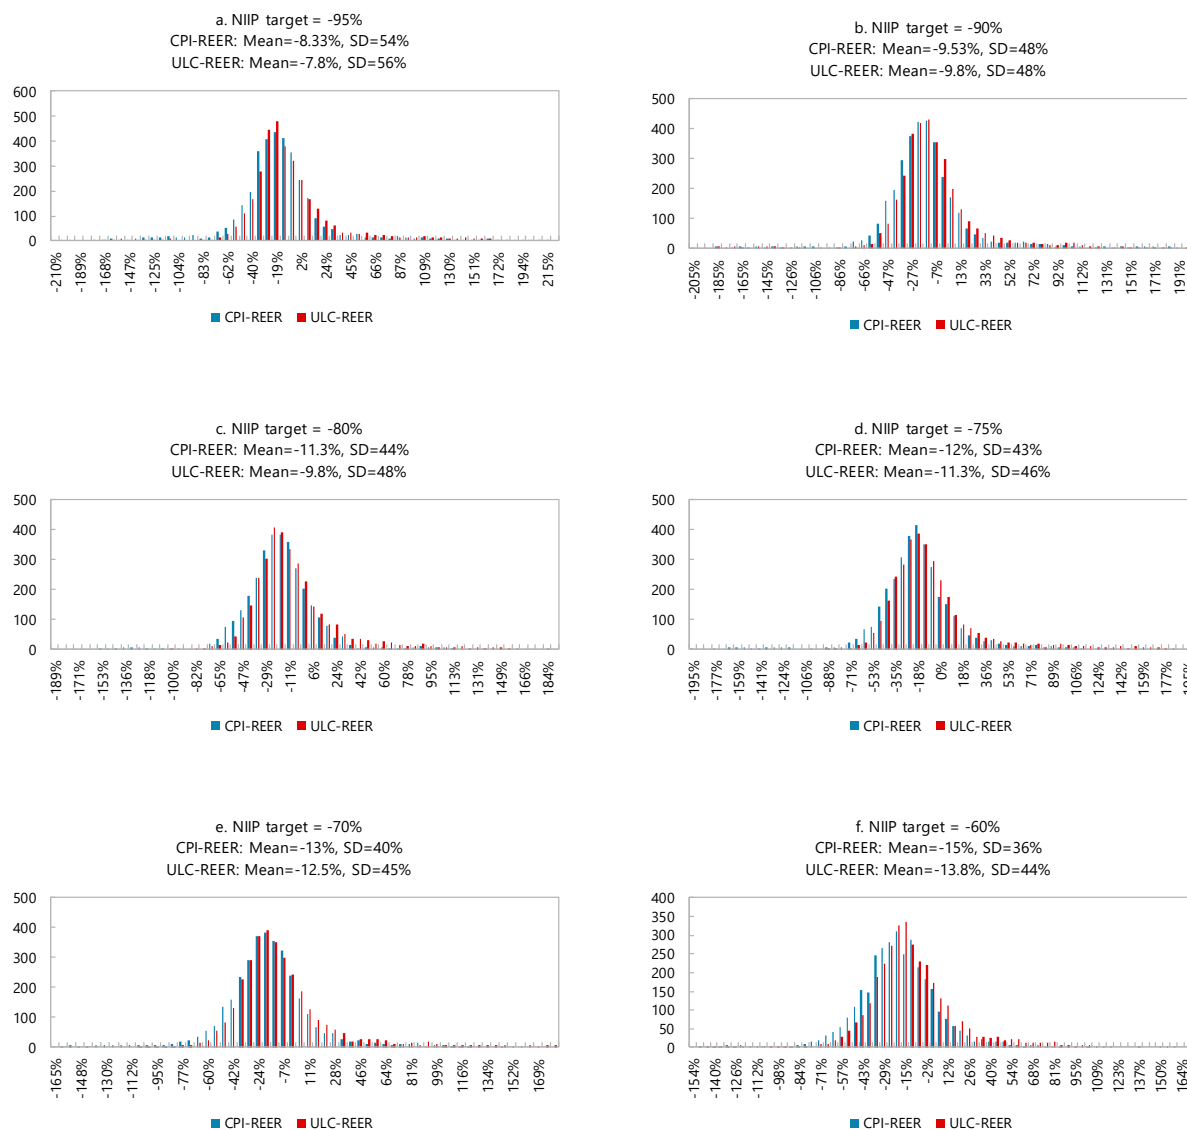 a. NIIP target = -95%
CPI-REER: Mean=-8.33%, SD=54%
ULC-REER: Mean=-7.8%, SD=56%
600
500
400
300
200
100
0
-210% -189% -168% -147% -125% -104% -83% -62% -40% -19% 2% 24% 45% 66% 87% 109% 130% 151% 172% 194% 215%
CPI-REER ULC-REER
b. NIIP target = -90%
CPI-REER: Mean=-9.53%, SD=48%
ULC-REER: Mean=-9.8%, SD=48%
500
400
300
200
100
0
-205% -185% -165% -145% -126% -106% -86% -66% -47% -27% -7% 13% 33% 52% 72% 92% 112% 131% 151% 171% 191%
CPI-REER ULC-REER
c. NIIP target = -80%
CPI-REER: Mean=-11.3%, SD=44%
ULC-REER: Mean=-9.8%, SD=48%
500
400
300
200
100
0
-189% -171% -153% -136% -118% -100% -82% -65% -47% -29% -11% 6% 24% 42% 60% 78% 95% 113% 131% 149% 166% 184%
CPI-REER ULC-REER
d. NIIP target = -75%
CPI-REER: Mean=-12%, SD=43%
ULC-REER: Mean=-11.3%, SD=46%
500
400
300
200
100
0
-195% -177% -159% -141% -124% -106% -88% -71% -53% -35% -18% 0% 18% 36% 53% 71% 89% 106% 124% 142% 159% 177%
CPI-REER ULC-REER
e. NIIP target = -70%
CPI-REER: Mean=-13%, SD=40%
ULC-REER: Mean=-12.5%, SD=45%
500
400
300
200
100
0
-165% -148% -130% -112% -95% -77% -60% -42% -24% -7% 11% 28% 46% 64% 81% 99% 116% 134% 152% 169%
CPI-REER ULC-REER
f. NIIP target = -60%
CPI-REER: Mean=-15%, SD=36%
ULC-REER: Mean=-13.8%, SD=44%
400
350
300
250
200
150
100
50
0
-154% -140% -126% -112% -98% -84% -71% -57% -43% -29% -15% -2% 12% 26% 40% 54% 68% 81% 95% 109% 123% 137% 150% 164%
CPI-REER ULC-REER